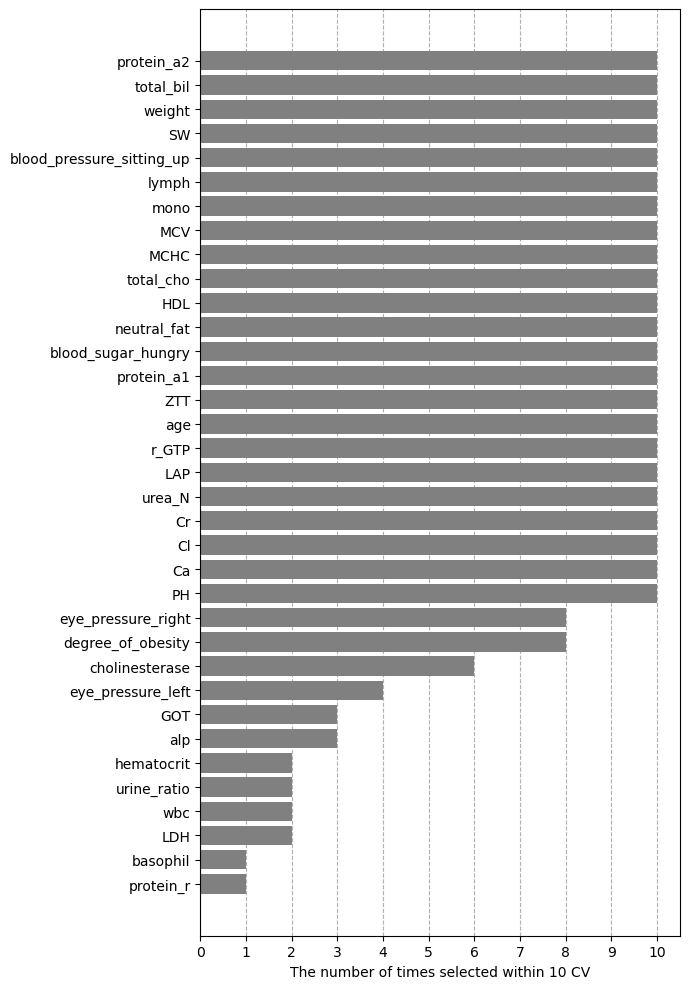 protein_a2
total_bil
weight
SW
blood_pressure_sitting_up
lymph
mono
MCV
MCHC
total_cho
HDL
neutral_fat
blood_sugar_hungry
protein_a1
ZTT
age
r_GTP
LAP
urea_N
Cr
Cl
Ca
PH
eye_pressure_right
degree_of_obesity
cholinesterase
eye_pressure_left
GOT
alp
hematocrit
urine_ratio
wbc
LDH
basophil
protein_r
0 1 2 3 4 5 6 7 8 9 10
The number of times selected within 10 CV